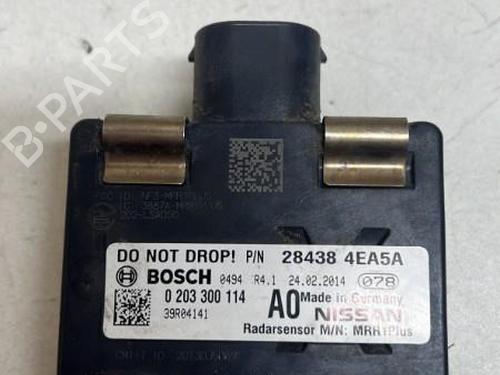 B-PARTS
DO NOT DROP! P/N 28438 4EA5A
BOSCH 0494 R4.1 24.02.2014 078
0 203 300 114 A0 Made in Germany
39R04141 NISSAN
Radarsensor M/N: MRR1Plus